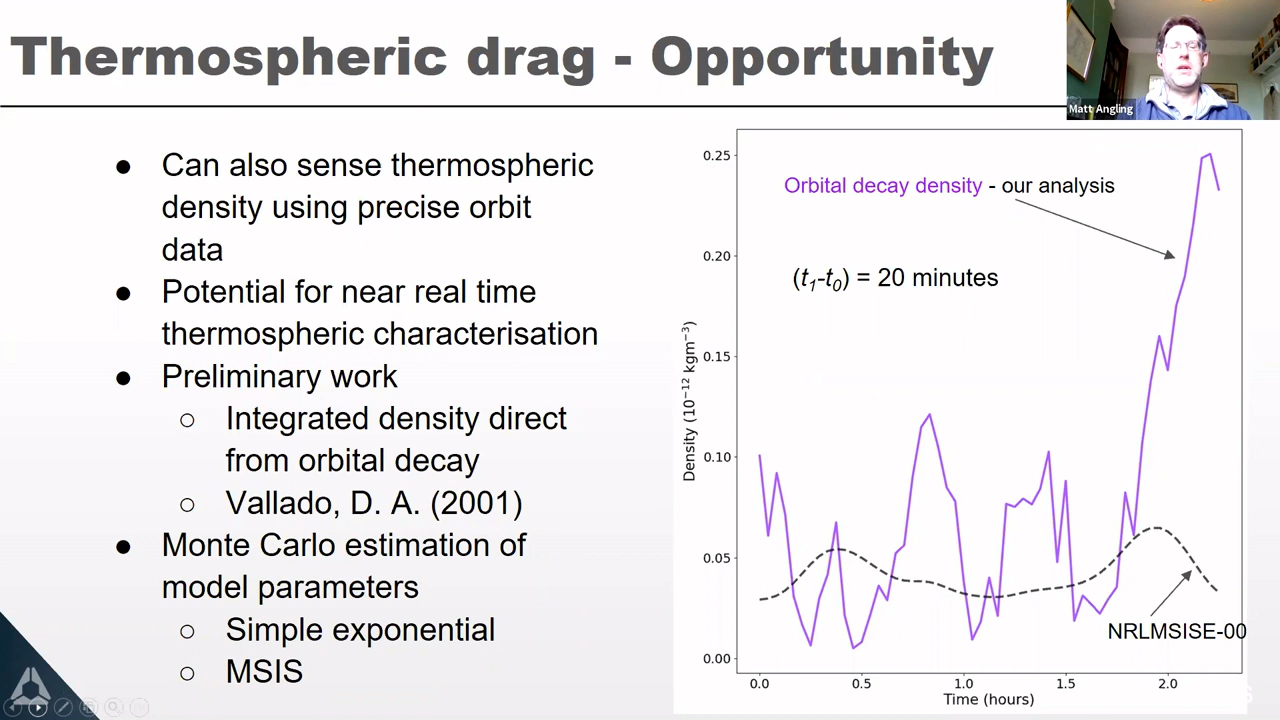 Thermospheric drag - Opportunity
Matt Angling
● Can also sense thermospheric
density using precise orbit
data
● Potential for near real time
thermospheric characterisation
● Preliminary work
○ Integrated density direct
from orbital decay
○ Vallado, D. A. (2001)
● Monte Carlo estimation of
model parameters
○ Simple exponential
○ MSIS
Orbital decay density - our analysis
(t₁-t₀) = 20 minutes
NRLMSISE-00
Density (10⁻¹² kgm⁻³)
0.25
0.20
0.15
0.10
0.05
0.00
0.0 0.5 1.0 1.5 2.0
Time (hours)